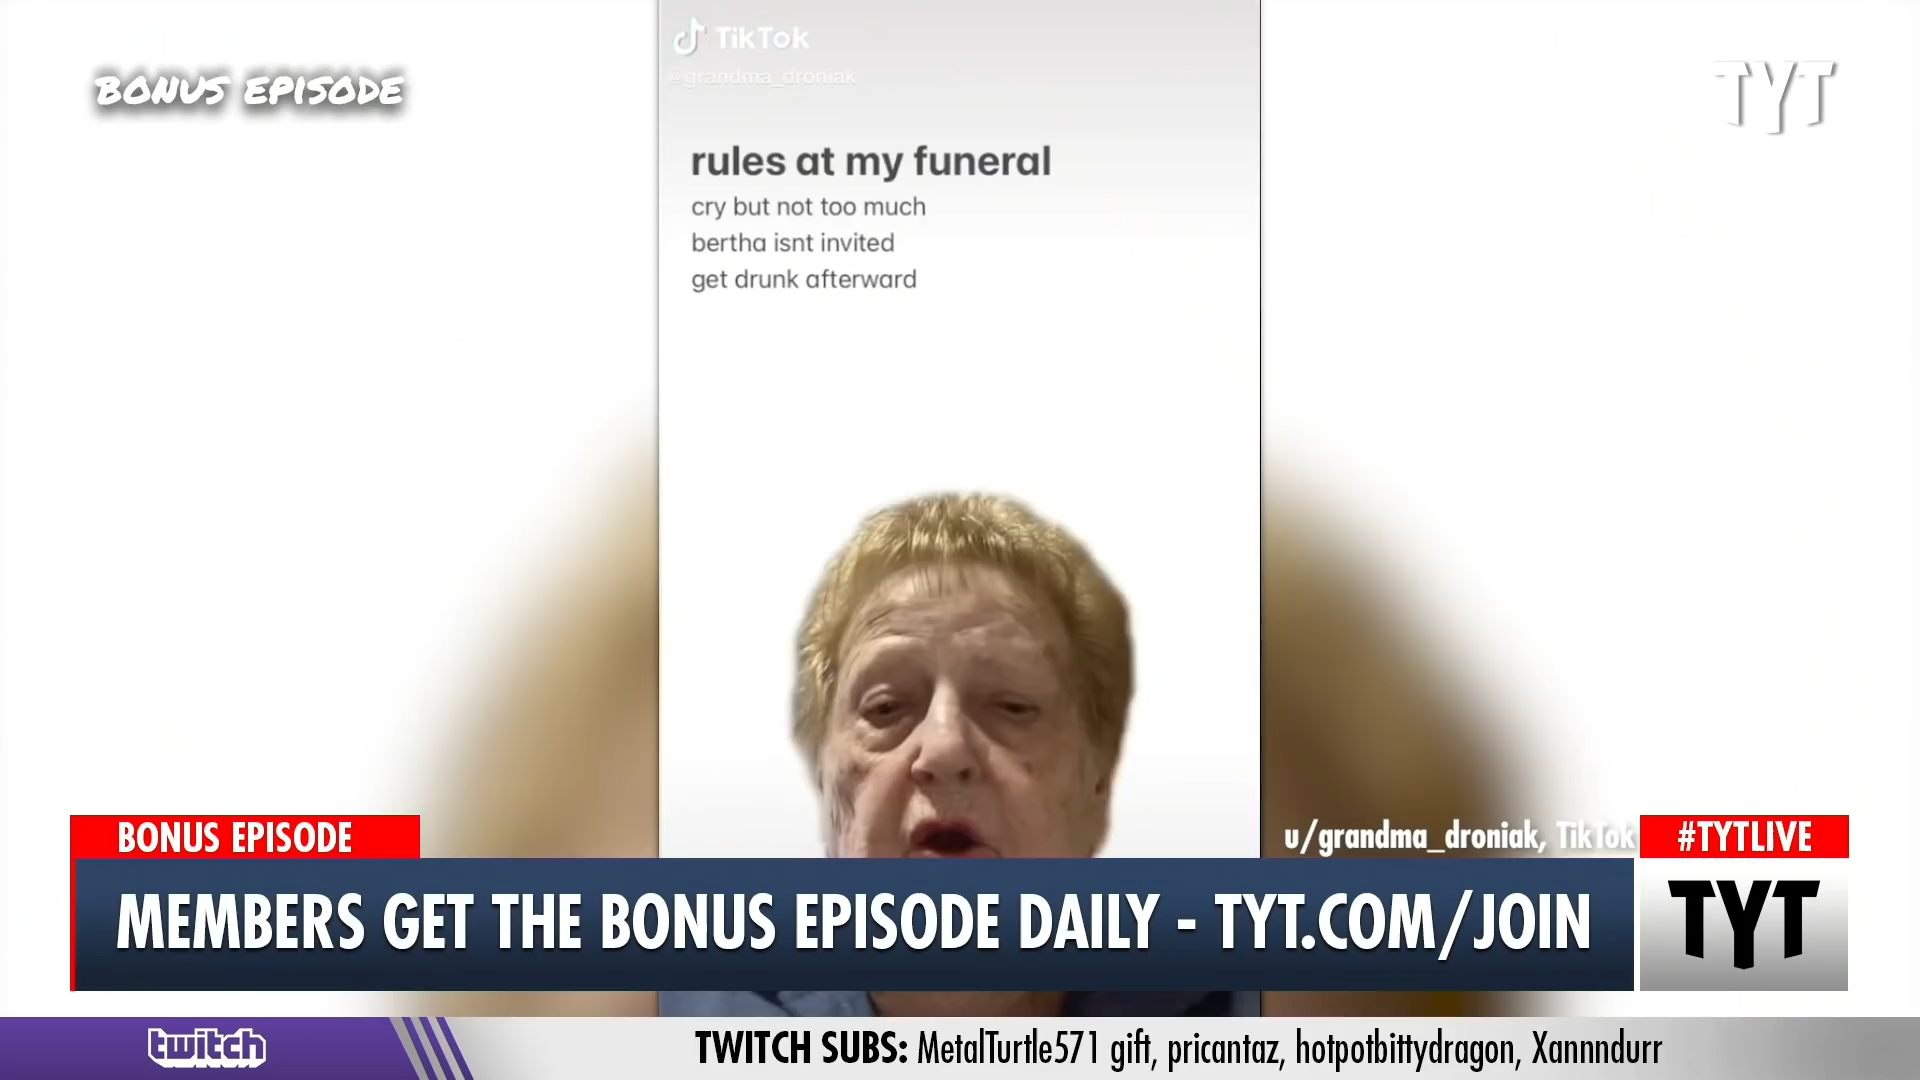 TikTok
@grandma_droniak
BONUS EPISODE
TYT
rules at my funeral
cry but not too much
bertha isnt invited
get drunk afterward
BONUS EPISODE
u/grandma_droniak, TikTok
#TYTLIVE
MEMBERS GET THE BONUS EPISODE DAILY - TYT.COM/JOIN
TYT
twitch
TWITCH SUBS: MetalTurtle571 gift, pricantaz, hotpotbittydragon, Xannndurr